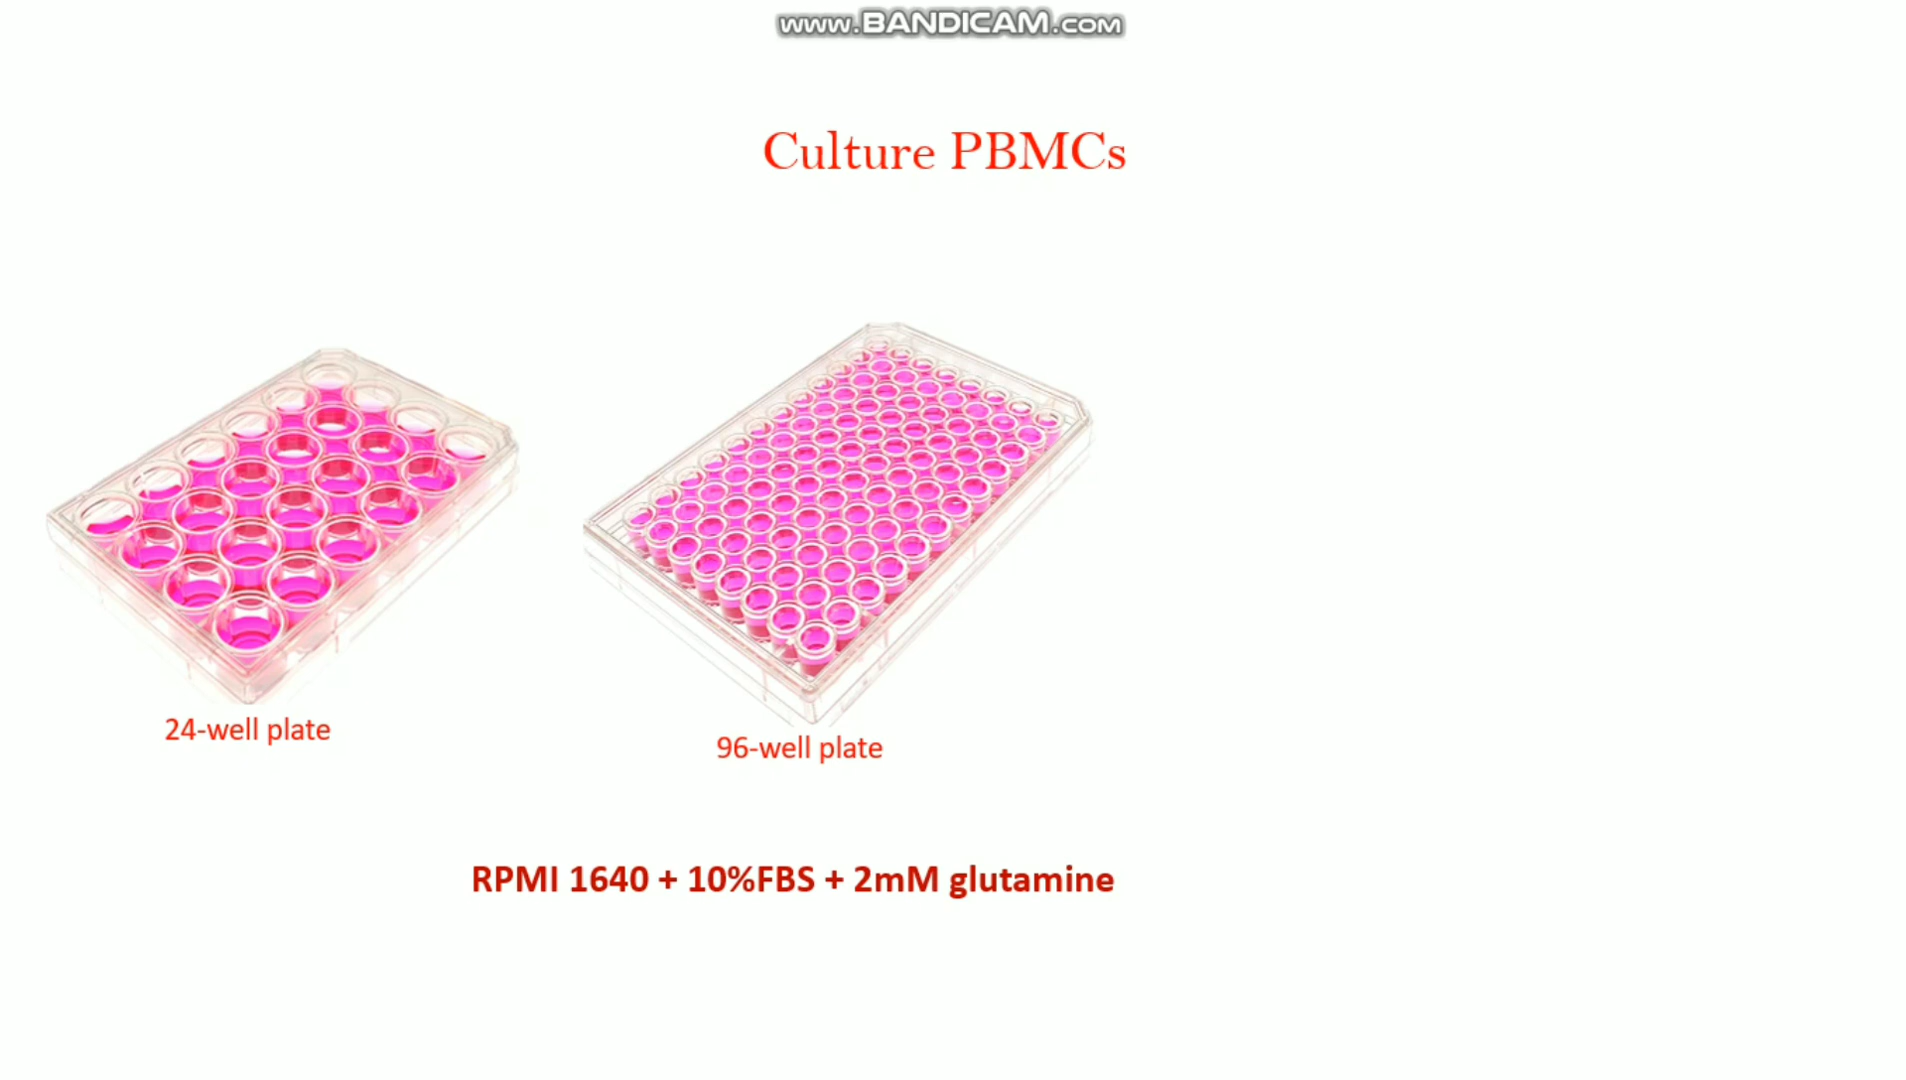 www.BANDICAM.com
Culture PBMCs
24-well plate
96-well plate
RPMI 1640 + 10%FBS + 2mM glutamine